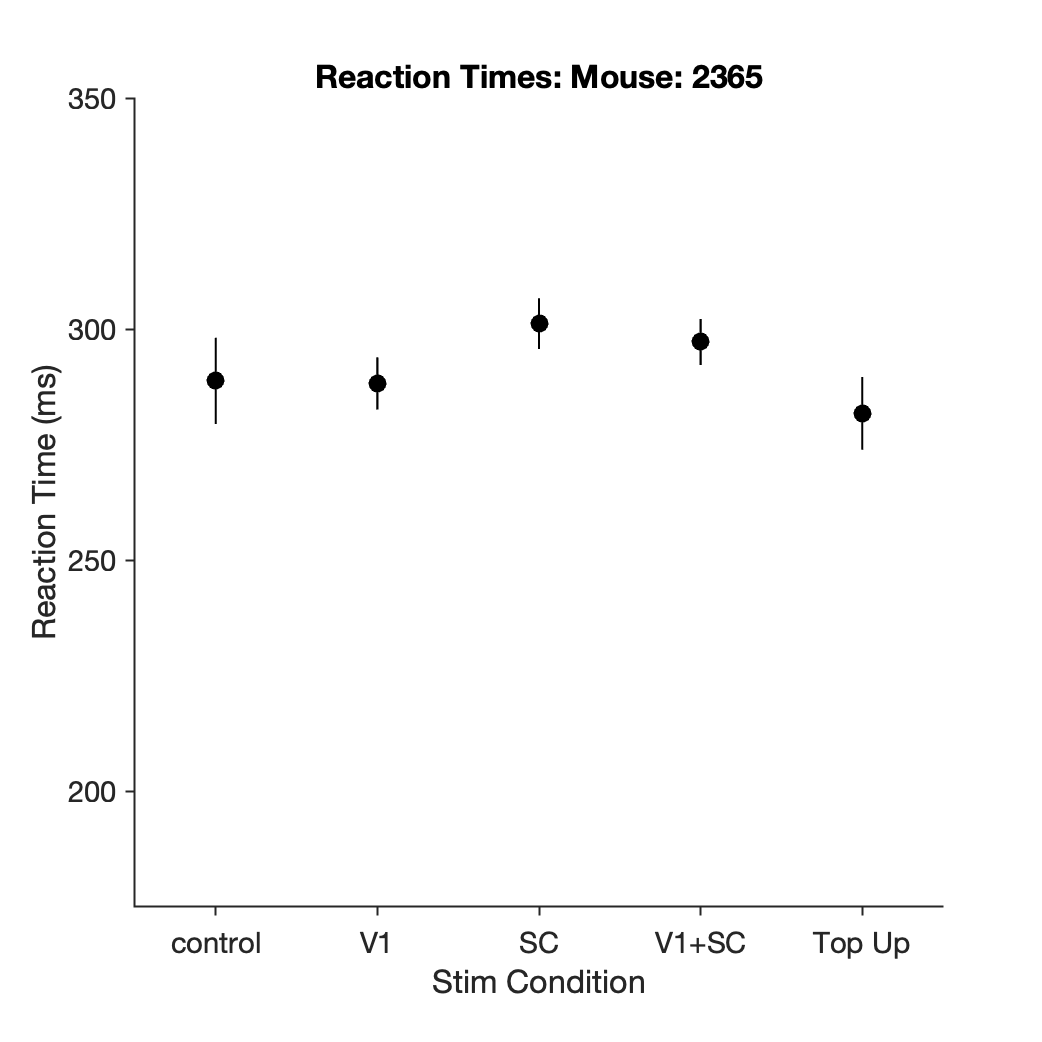 Reaction Times: Mouse: 2365
350
300
250
200
Reaction Time (ms)
control V1 SC V1+SC Top Up
Stim Condition